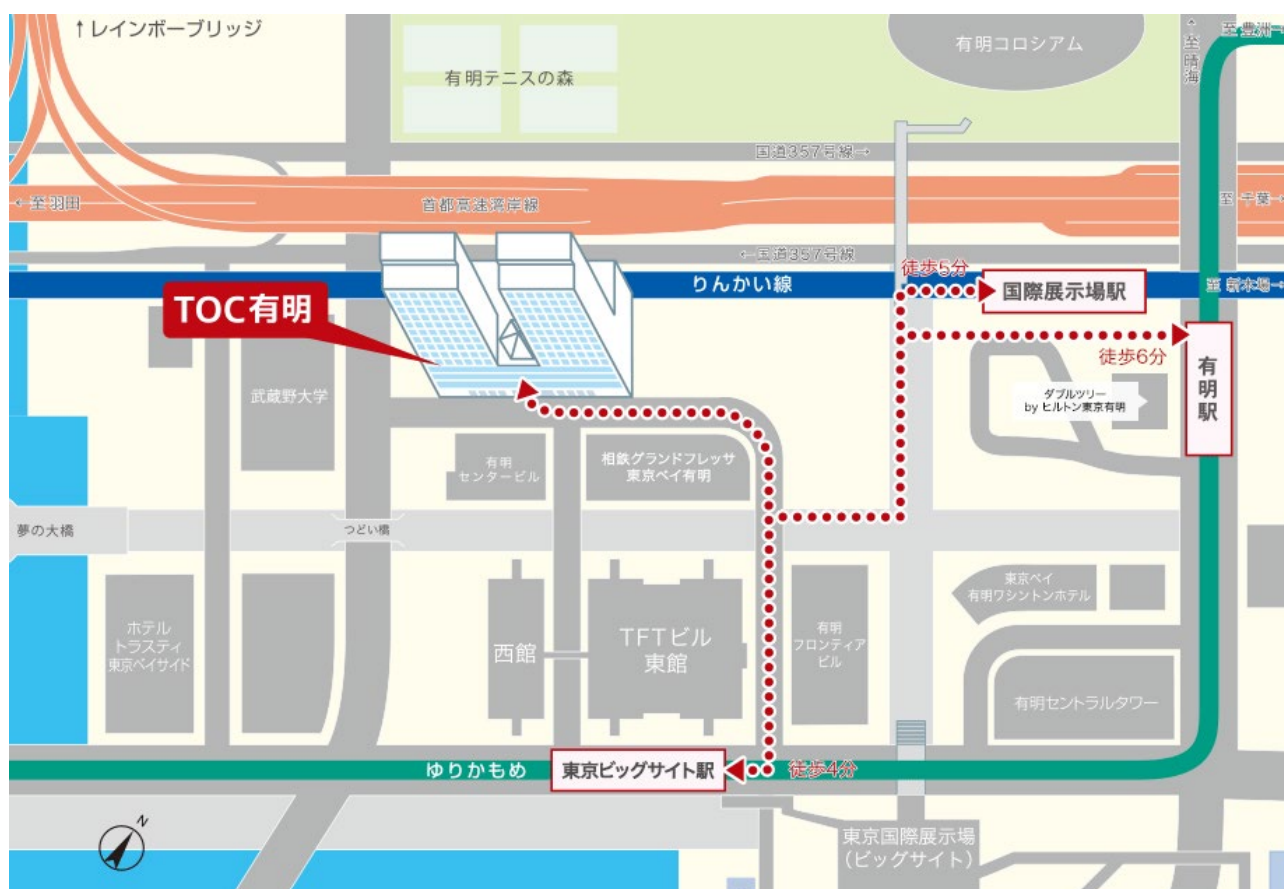 ↑レインボーブリッジ
有明テニスの森
有明コロシアム
↑至晴海
至 豊洲→
国道357号線→
←至羽田
首都高速湾岸線
至 千葉→
←国道357号線
りんかい線
徒歩5分
国際展示場駅
至 新木場→
TOC有明
徒歩6分
有明駅
武蔵野大学
ダブルツリー
by ヒルトン東京有明
有明
センタービル
相鉄グランドフレッサ
東京ベイ有明
夢の大橋
つどい橋
ホテル
トラスティ
東京ベイサイド
西館
TFTビル
東館
有明
フロンティア
ビル
東京ベイ
有明ワシントンホテル
有明セントラルタワー
ゆりかもめ
東京ビッグサイト駅
徒歩4分
N
東京国際展示場
(ビッグサイト)